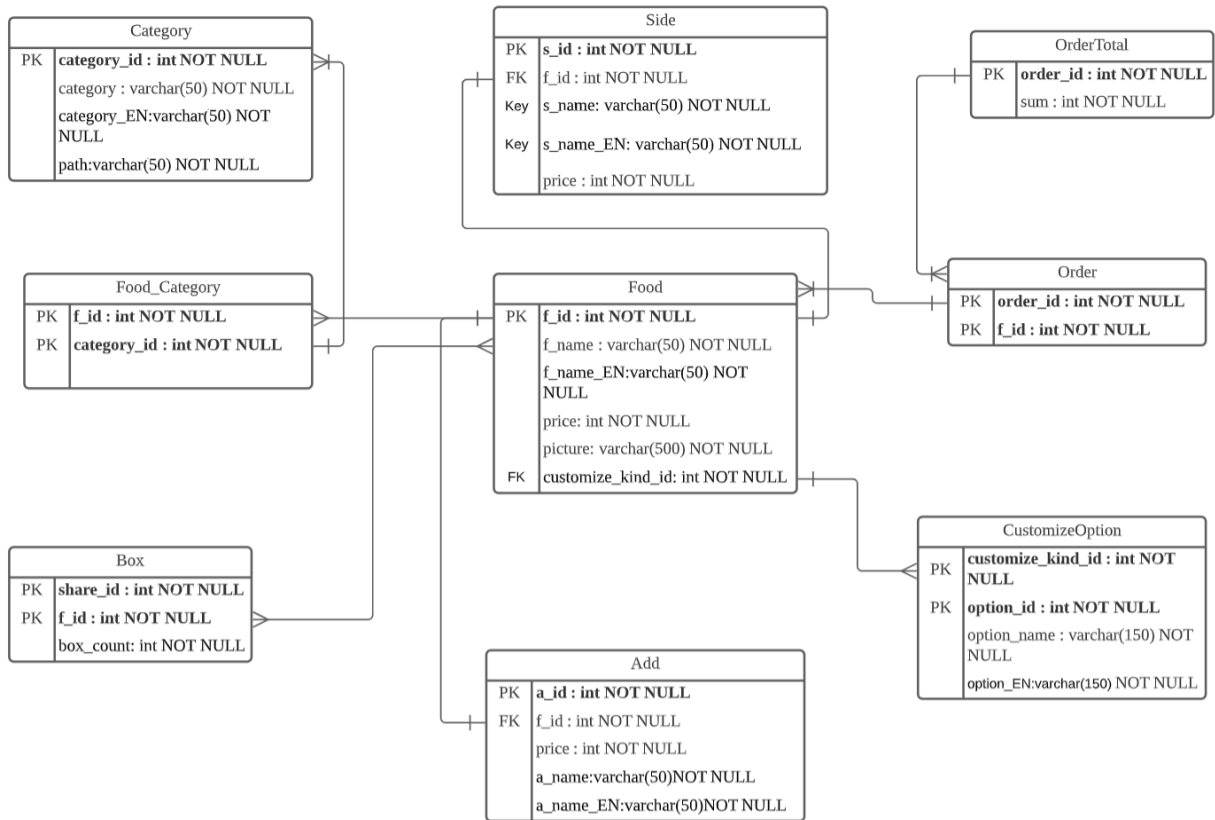 Category
PK category_id : int NOT NULL
category : varchar(50) NOT NULL
category_EN:varchar(50) NOT
NULL
path:varchar(50) NOT NULL
Side
PK s_id : int NOT NULL
FK f_id : int NOT NULL
Key s_name: varchar(50) NOT NULL
Key s_name_EN: varchar(50) NOT NULL
price : int NOT NULL
OrderTotal
PK order_id : int NOT NULL
sum : int NOT NULL
Food_Category
PK f_id : int NOT NULL
PK category_id : int NOT NULL
Food
PK f_id : int NOT NULL
f_name : varchar(50) NOT NULL
f_name_EN:varchar(50) NOT
NULL
price: int NOT NULL
picture: varchar(500) NOT NULL
FK customize_kind_id: int NOT NULL
Order
PK order_id : int NOT NULL
PK f_id : int NOT NULL
Box
PK share_id : int NOT NULL
PK f_id : int NOT NULL
box_count: int NOT NULL
Add
PK a_id : int NOT NULL
FK f_id : int NOT NULL
price : int NOT NULL
a_name:varchar(50)NOT NULL
a_name_EN:varchar(50)NOT NULL
CustomizeOption
PK customize_kind_id : int NOT
NULL
PK option_id : int NOT NULL
option_name : varchar(150) NOT
NULL
option_EN:varchar(150) NOT NULL